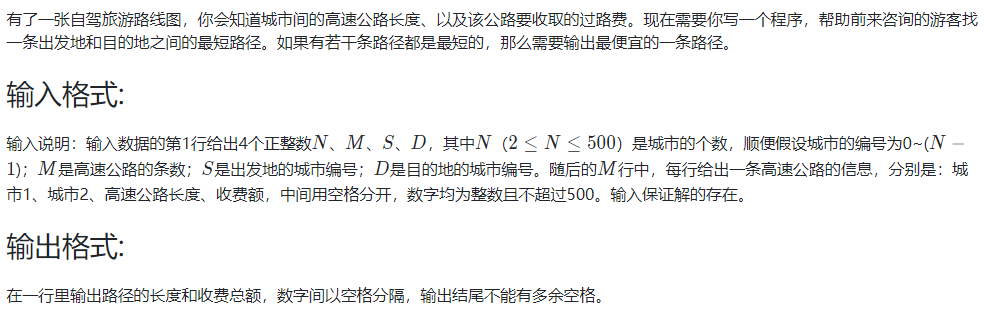 有了一张自驾旅游路线图，你会知道城市间的高速公路长度、以及该公路要收取的过路费。现在需要你写一个程序，帮助前来咨询的游客找
一条出发地和目的地之间的最短路径。如果有若干条路径都是最短的，那么需要输出最便宜的一条路径。
输入格式:
输入说明：输入数据的第1行给出4个正整数N、M、S、D，其中N（2 ≤ N ≤ 500）是城市的个数，顺便假设城市的编号为0~(N −
1)；M是高速公路的条数；S是出发地的城市编号；D是目的地的城市编号。随后的M行中，每行给出一条高速公路的信息，分别是：城
市1、城市2、高速公路长度、收费额，中间用空格分开，数字均为整数且不超过500。输入保证解的存在。
输出格式:
在一行里输出路径的长度和收费总额，数字间以空格分隔，输出结尾不能有多余空格。